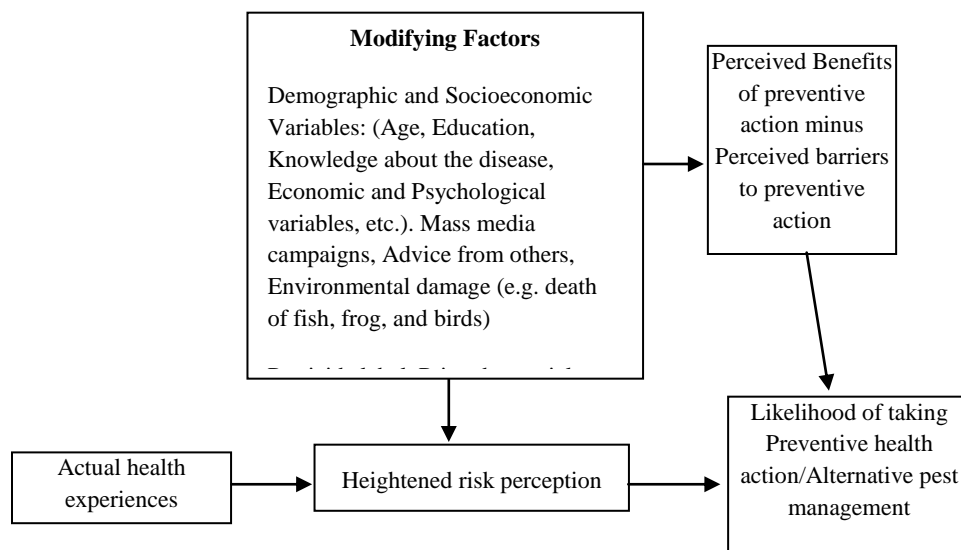 Modifying Factors
Demographic and Socioeconomic
Variables: (Age, Education,
Knowledge about the disease,
Economic and Psychological
variables, etc.). Mass media
campaigns, Advice from others,
Environmental damage (e.g. death
of fish, frog, and birds)
Perceived Benefits
of preventive
action minus
Perceived barriers
to preventive
action
Actual health
experiences
Heightened risk perception
Likelihood of taking
Preventive health
action/Alternative pest
management